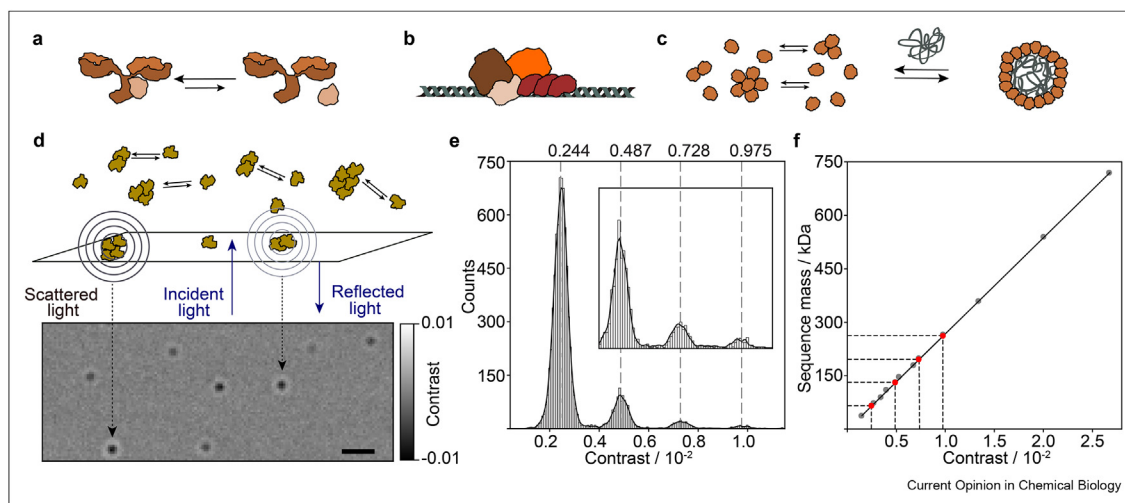 a
b
c
d
Scattered
light
Incident
light
Reflected
light
0.01
Contrast
-0.01
e
0.244 0.487 0.728 0.975
750
600
450
300
150
Counts
0.2 0.4 0.6 0.8 1.0
Contrast / 10⁻²
f
750
600
450
300
150
Sequence mass / kDa
0.5 1.0 1.5 2.0 2.5
Contrast / 10⁻²
Current Opinion in Chemical Biology